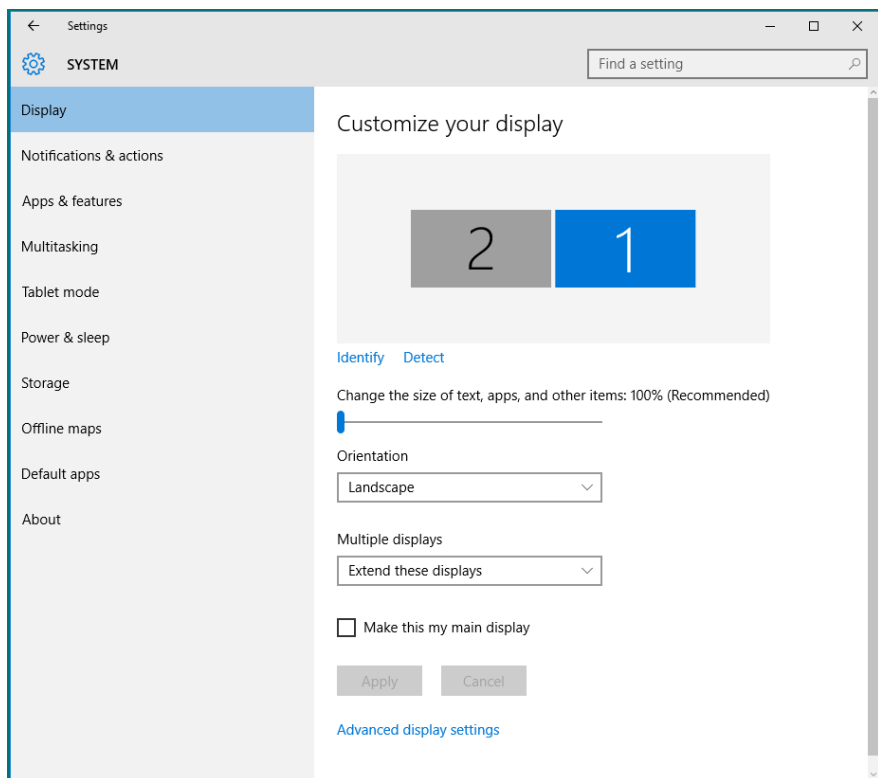 Settings
SYSTEM
Find a setting
Display
Notifications & actions
Apps & features
Multitasking
Tablet mode
Power & sleep
Storage
Offline maps
Default apps
About
Customize your display
2 1
Identify Detect
Change the size of text, apps, and other items: 100% (Recommended)
Orientation
Landscape
Multiple displays
Extend these displays
Make this my main display
Apply Cancel
Advanced display settings